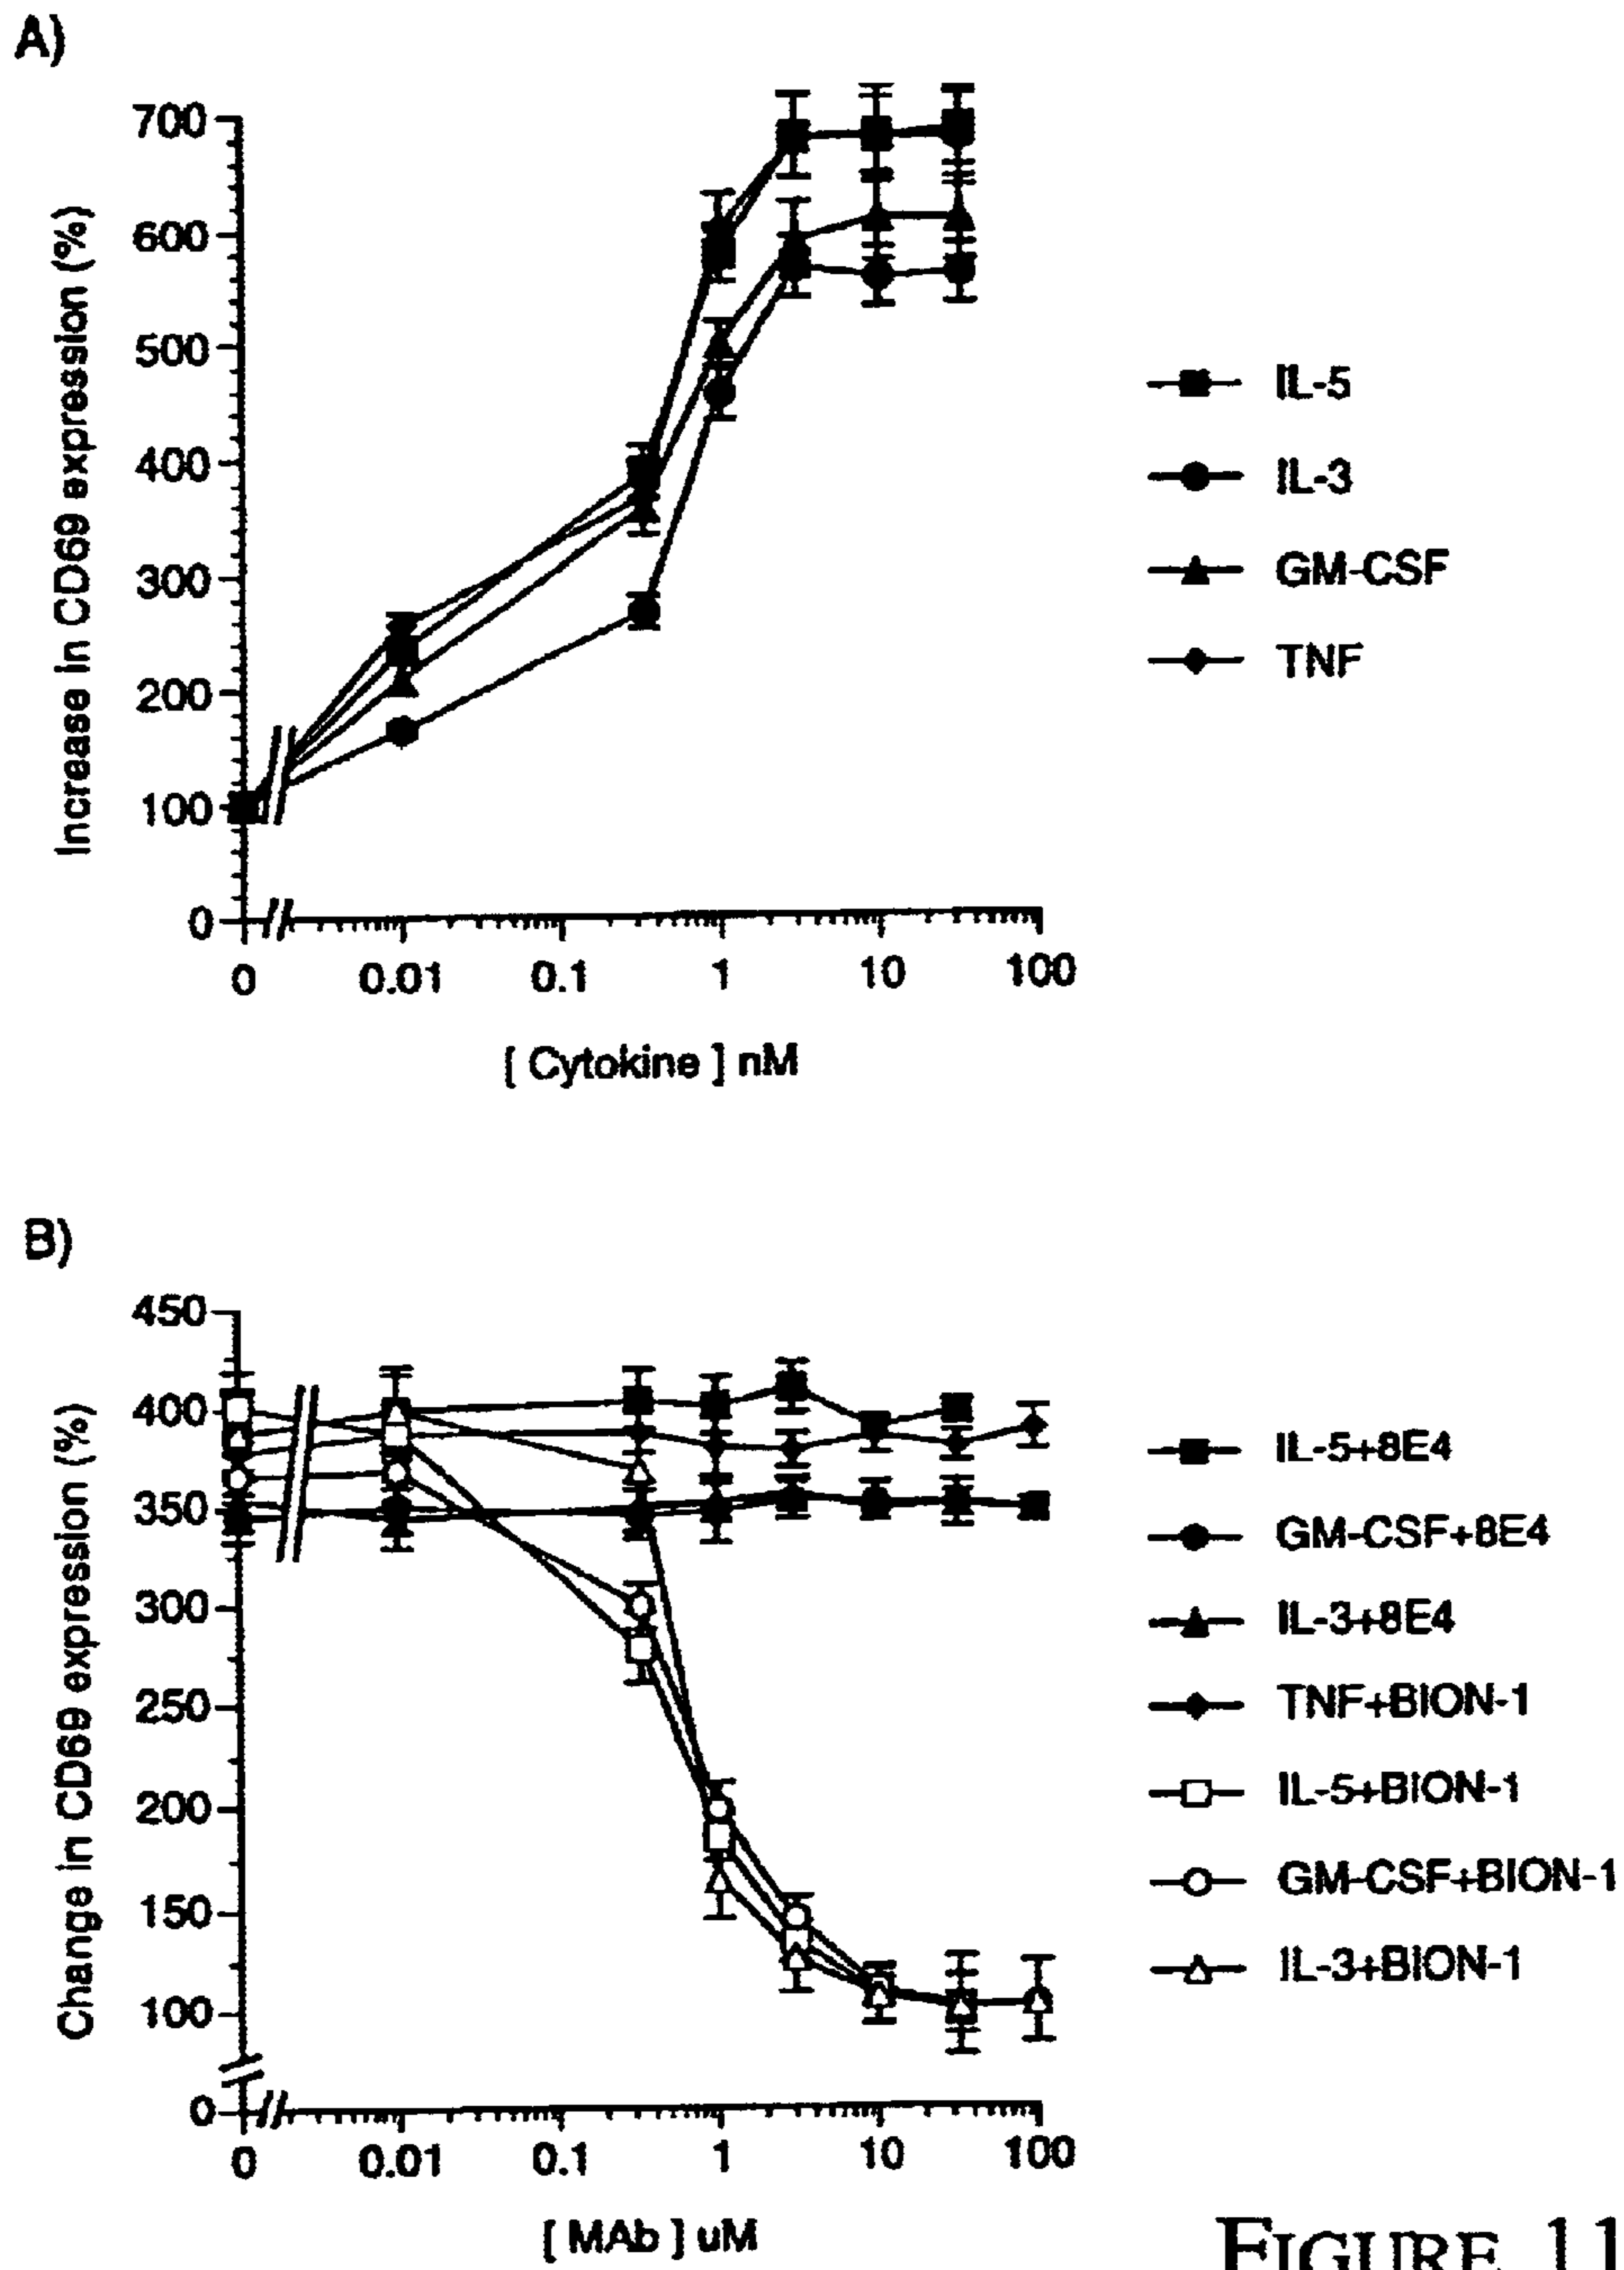 A)
700
600
500
400
300
200
100
0
Increase in CD69 expression (%)
0 0.01 0.1 1 10 100
[ Cytokine ] nM
IL-5
IL-3
GM-CSF
TNF
B)
450
400
350
300
250
200
150
100
0
Change in CD69 expression (%)
0 0.01 0.1 1 10 100
[ MAb ] uM
IL-5+8E4
GM-CSF+8E4
IL-3+8E4
TNF+BION-1
IL-5+BION-1
GM-CSF+BION-1
IL-3+BION-1
FIGURE 11